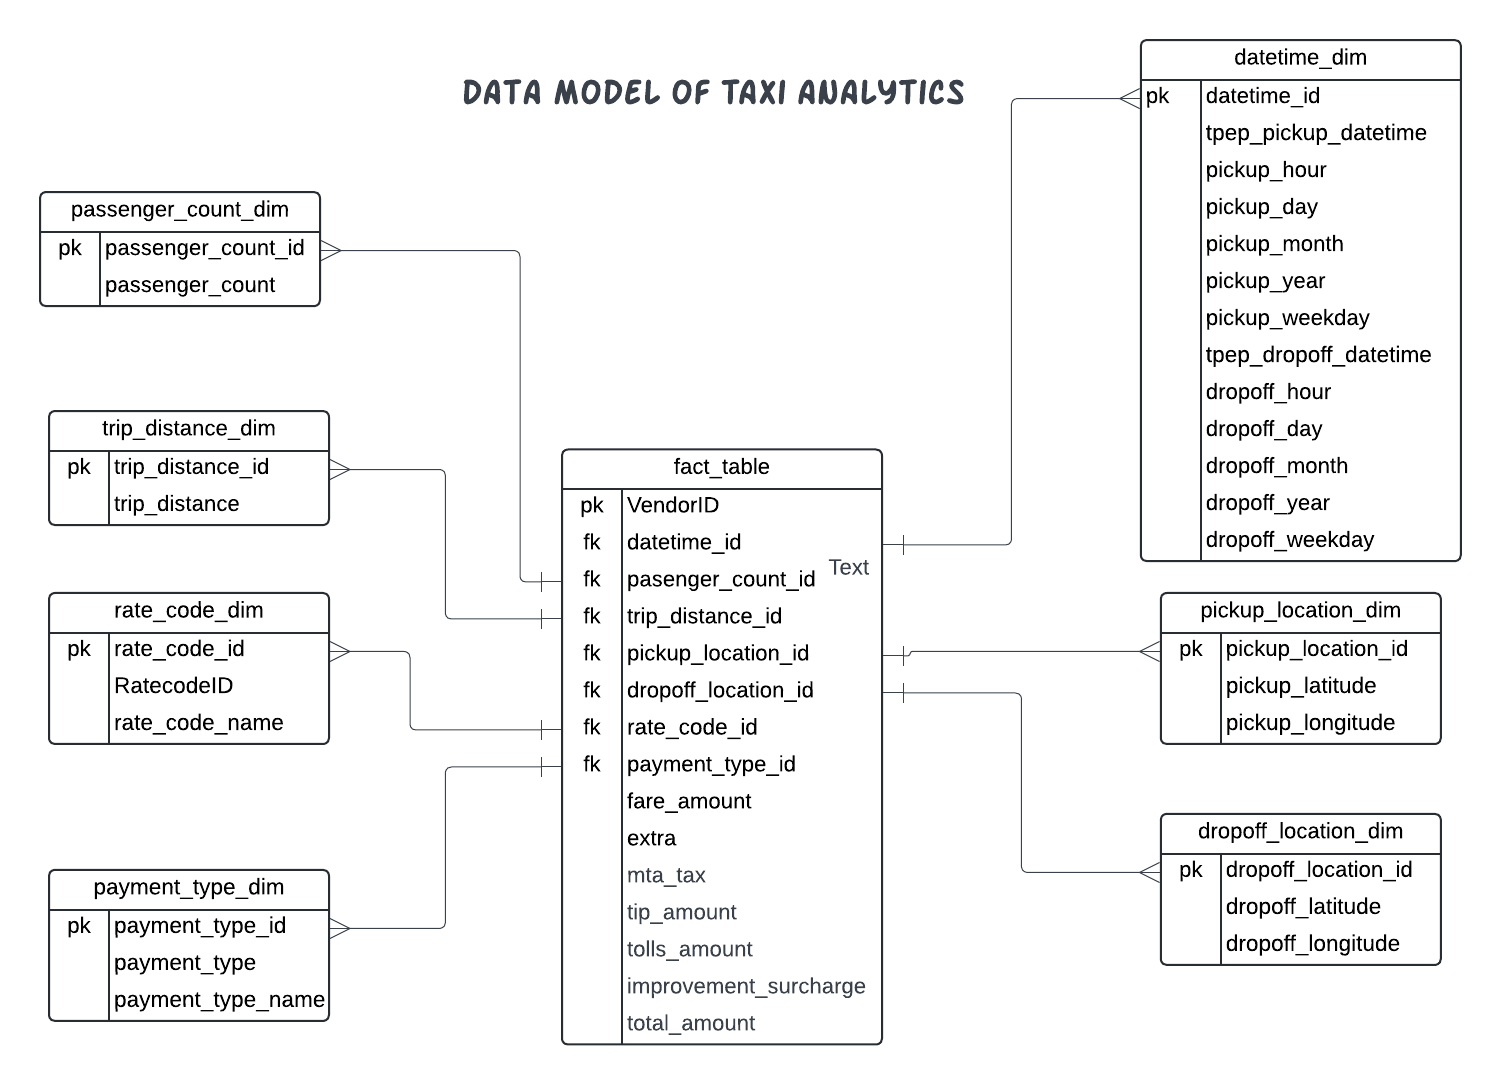 DATA MODEL OF TAXI ANALYTICS
passenger_count_dim
pk passenger_count_id
passenger_count
trip_distance_dim
pk trip_distance_id
trip_distance
rate_code_dim
pk rate_code_id
RatecodeID
rate_code_name
payment_type_dim
pk payment_type_id
payment_type
payment_type_name
fact_table
pk VendorID
fk datetime_id
Text
fk pasenger_count_id
fk trip_distance_id
fk pickup_location_id
fk dropoff_location_id
fk rate_code_id
fk payment_type_id
fare_amount
extra
mta_tax
tip_amount
tolls_amount
improvement_surcharge
total_amount
datetime_dim
pk datetime_id
tpep_pickup_datetime
pickup_hour
pickup_day
pickup_month
pickup_year
pickup_weekday
tpep_dropoff_datetime
dropoff_hour
dropoff_day
dropoff_month
dropoff_year
dropoff_weekday
pickup_location_dim
pk pickup_location_id
pickup_latitude
pickup_longitude
dropoff_location_dim
pk dropoff_location_id
dropoff_latitude
dropoff_longitude